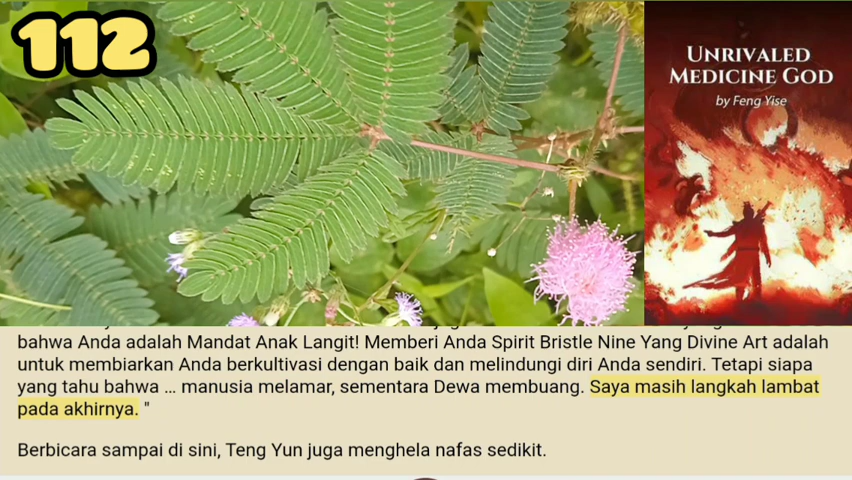 112
UNRIVALED
MEDICINE GOD
by Feng Yise
bahwa Anda adalah Mandat Anak Langit! Memberi Anda Spirit Bristle Nine Yang Divine Art adalah
untuk membiarkan Anda berkultivasi dengan baik dan melindungi diri Anda sendiri. Tetapi siapa
yang tahu bahwa ... manusia melamar, sementara Dewa membuang. Saya masih langkah lambat
pada akhirnya. "
Berbicara sampai di sini, Teng Yun juga menghela nafas sedikit.